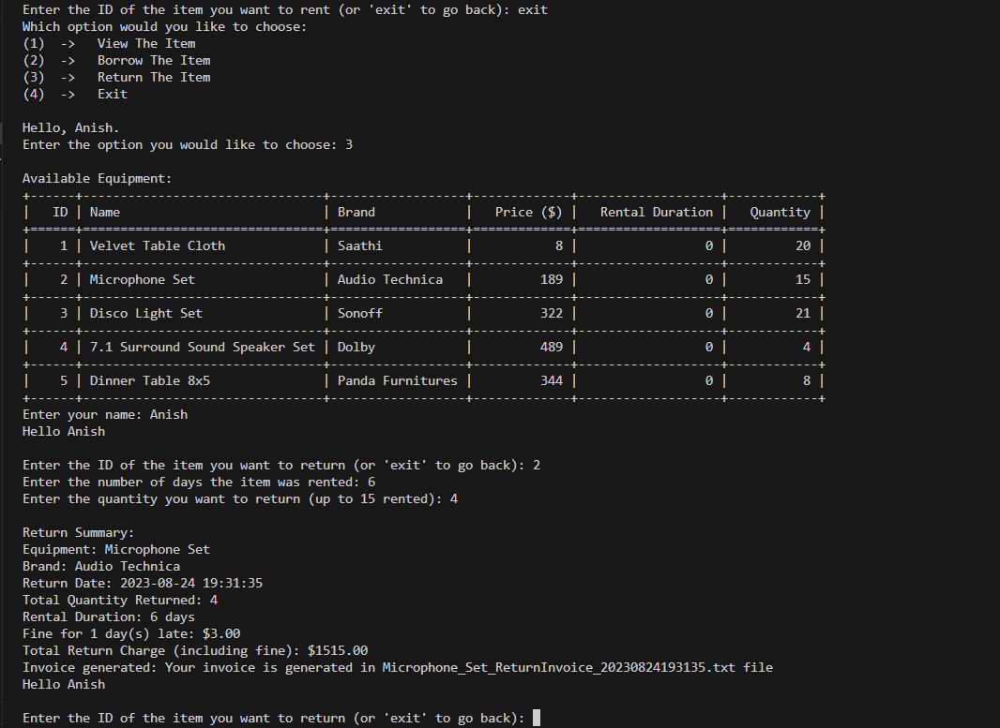 Enter the ID of the item you want to rent (or 'exit' to go back): exit
Which option would you like to choose:
(1)  ->   View The Item
(2)  ->   Borrow The Item
(3)  ->   Return The Item
(4)  ->   Exit

Hello, Anish.
Enter the option you would like to choose: 3

Available Equipment:
+------+--------------------------------+------------------+-------------+-------------------+------------+
|   ID | Name                           | Brand            |   Price ($) |   Rental Duration |   Quantity |
+======+================================+==================+=============+===================+============+
|    1 | Velvet Table Cloth             | Saathi           |           8 |                 0 |         20 |
+------+--------------------------------+------------------+-------------+-------------------+------------+
|    2 | Microphone Set                 | Audio Technica   |         189 |                 0 |         15 |
+------+--------------------------------+------------------+-------------+-------------------+------------+
|    3 | Disco Light Set                | Sonoff           |         322 |                 0 |         21 |
+------+--------------------------------+------------------+-------------+-------------------+------------+
|    4 | 7.1 Surround Sound Speaker Set | Dolby            |         489 |                 0 |          4 |
+------+--------------------------------+------------------+-------------+-------------------+------------+
|    5 | Dinner Table 8x5               | Panda Furnitures |         344 |                 0 |          8 |
+------+--------------------------------+------------------+-------------+-------------------+------------+
Enter your name: Anish
Hello Anish

Enter the ID of the item you want to return (or 'exit' to go back): 2
Enter the number of days the item was rented: 6
Enter the quantity you want to return (up to 15 rented): 4

Return Summary:
Equipment: Microphone Set
Brand: Audio Technica
Return Date: 2023-08-24 19:31:35
Total Quantity Returned: 4
Rental Duration: 6 days
Fine for 1 day(s) late: $3.00
Total Return Charge (including fine): $1515.00
Invoice generated: Your invoice is generated in Microphone_Set_ReturnInvoice_20230824193135.txt file
Hello Anish

Enter the ID of the item you want to return (or 'exit' to go back):